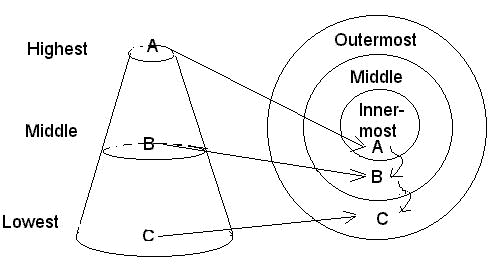 Highest
A
Middle
B
Lowest
C
Outermost
Middle
Inner-
most
A
B
C